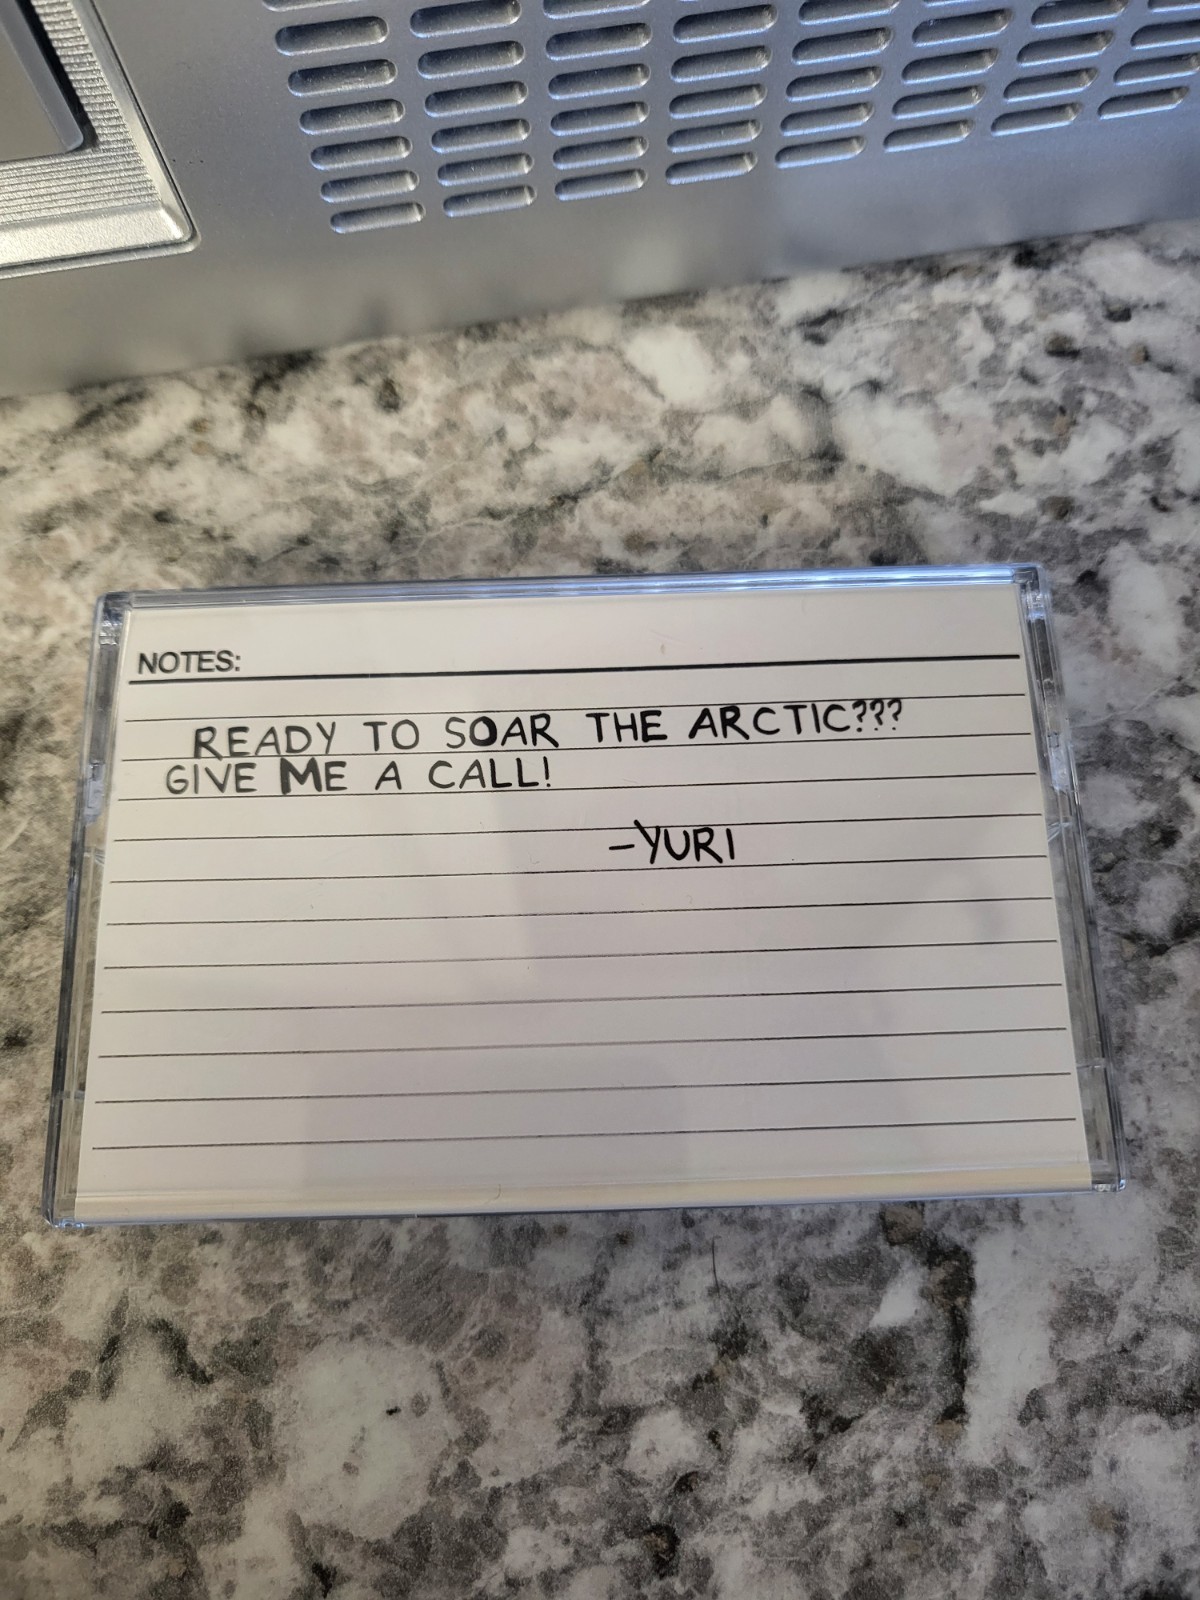 NOTES:
READY TO SOAR THE ARCTIC???
GIVE ME A CALL!
-YURI